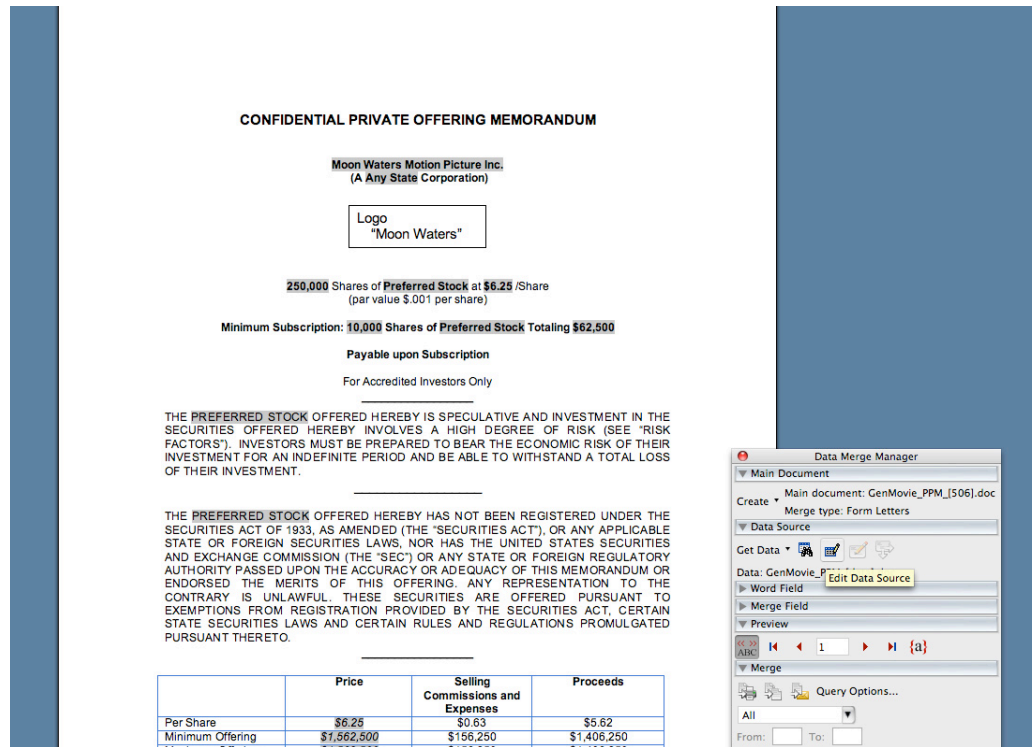 CONFIDENTIAL PRIVATE OFFERING MEMORANDUM
Moon Waters Motion Picture Inc.
(A Any State Corporation)
Logo
"Moon Waters"
250,000 Shares of Preferred Stock at $6.25 /Share
(par value $.001 per share)
Minimum Subscription: 10,000 Shares of Preferred Stock Totaling $62,500
Payable upon Subscription
For Accredited Investors Only
THE PREFERRED STOCK OFFERED HEREBY IS SPECULATIVE AND INVESTMENT IN THE
SECURITIES OFFERED HEREBY INVOLVES A HIGH DEGREE OF RISK (SEE "RISK
FACTORS"). INVESTORS MUST BE PREPARED TO BEAR THE ECONOMIC RISK OF THEIR
INVESTMENT FOR AN INDEFINITE PERIOD AND BE ABLE TO WITHSTAND A TOTAL LOSS
OF THEIR INVESTMENT.
THE PREFERRED STOCK OFFERED HEREBY HAS NOT BEEN REGISTERED UNDER THE
SECURITIES ACT OF 1933, AS AMENDED (THE "SECURITIES ACT"), OR ANY APPLICABLE
STATE OR FOREIGN SECURITIES LAWS, NOR HAS THE UNITED STATES SECURITIES
AND EXCHANGE COMMISSION (THE "SEC") OR ANY STATE OR FOREIGN REGULATORY
AUTHORITY PASSED UPON THE ACCURACY OR ADEQUACY OF THIS MEMORANDUM OR
ENDORSED THE MERITS OF THIS OFFERING. ANY REPRESENTATION TO THE
CONTRARY IS UNLAWFUL. THESE SECURITIES ARE OFFERED PURSUANT TO
EXEMPTIONS FROM REGISTRATION PROVIDED BY THE SECURITIES ACT, CERTAIN
STATE SECURITIES LAWS AND CERTAIN RULES AND REGULATIONS PROMULGATED
PURSUANT THERETO.
Price Selling Proceeds
Commissions and
Expenses
Per Share $6.25 $0.63 $5.62
Minimum Offering $1,562,500 $156,250 $1,406,250
Data Merge Manager
Main Document
Create Main document: GenMovie_PPM_[506].doc
Merge type: Form Letters
Data Source
Get Data
Data: GenMovie_P
Edit Data Source
Word Field
Merge Field
Preview
« »
ABC 1 {a}
Merge
Query Options...
All
From: To: